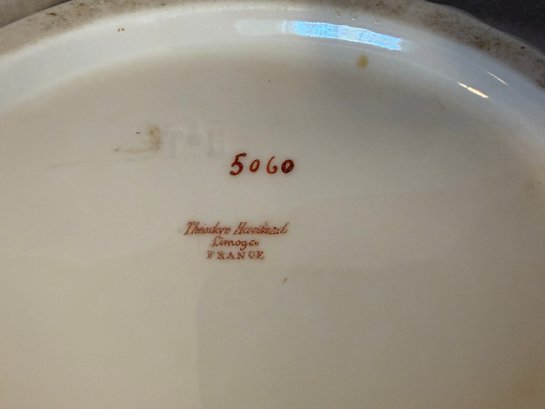 5060
Theodore Haviland
Limoges
FRANCE